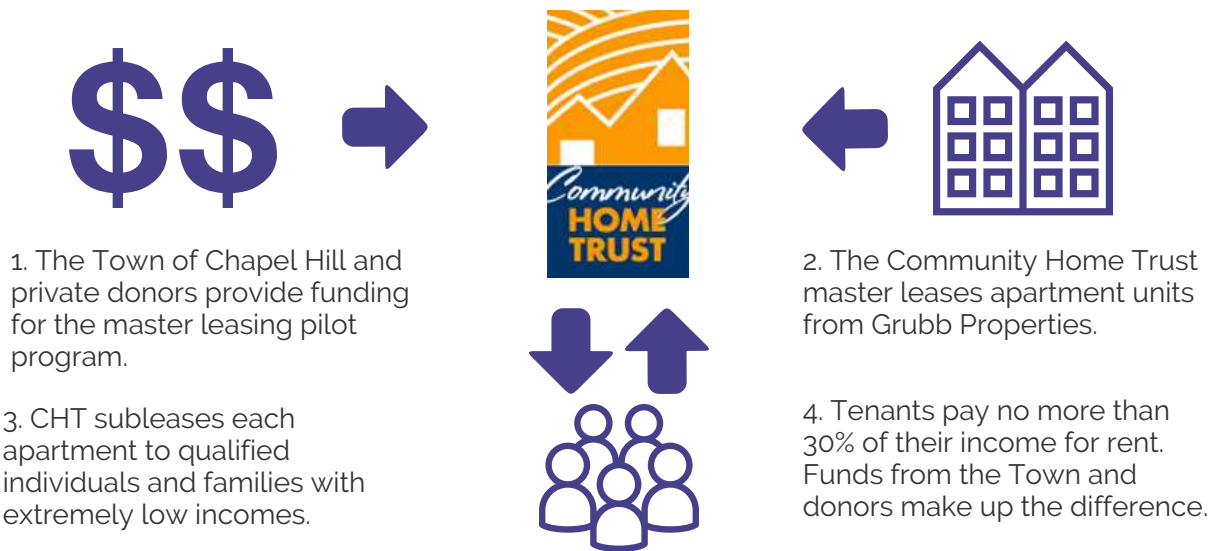 $$
Community
HOME
TRUST
1. The Town of Chapel Hill and
private donors provide funding
for the master leasing pilot
program.
2. The Community Home Trust
master leases apartment units
from Grubb Properties.
3. CHT subleases each
apartment to qualified
individuals and families with
extremely low incomes.
4. Tenants pay no more than
30% of their income for rent.
Funds from the Town and
donors make up the difference.